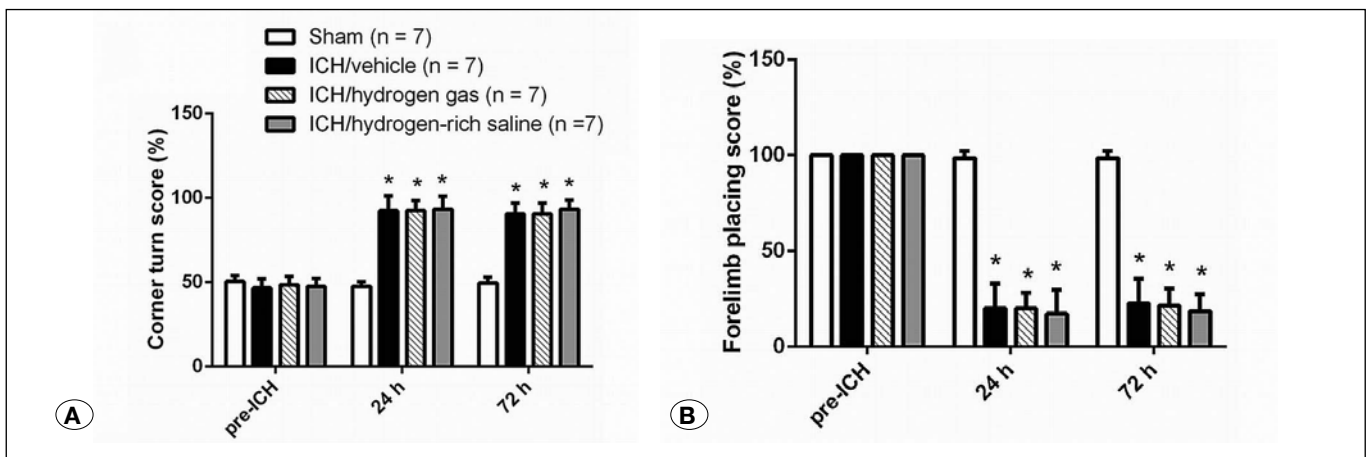 Sham (n = 7)
ICH/vehicle (n = 7)
ICH/hydrogen gas (n = 7)
ICH/hydrogen-rich saline (n =7)
Corner turn score (%)
150
100
50
0
* * *
* * *
pre-ICH
24 h
72 h
A
Forelimb placing score (%)
150
100
50
0
* * *
* * *
pre-ICH
24 h
72 h
B